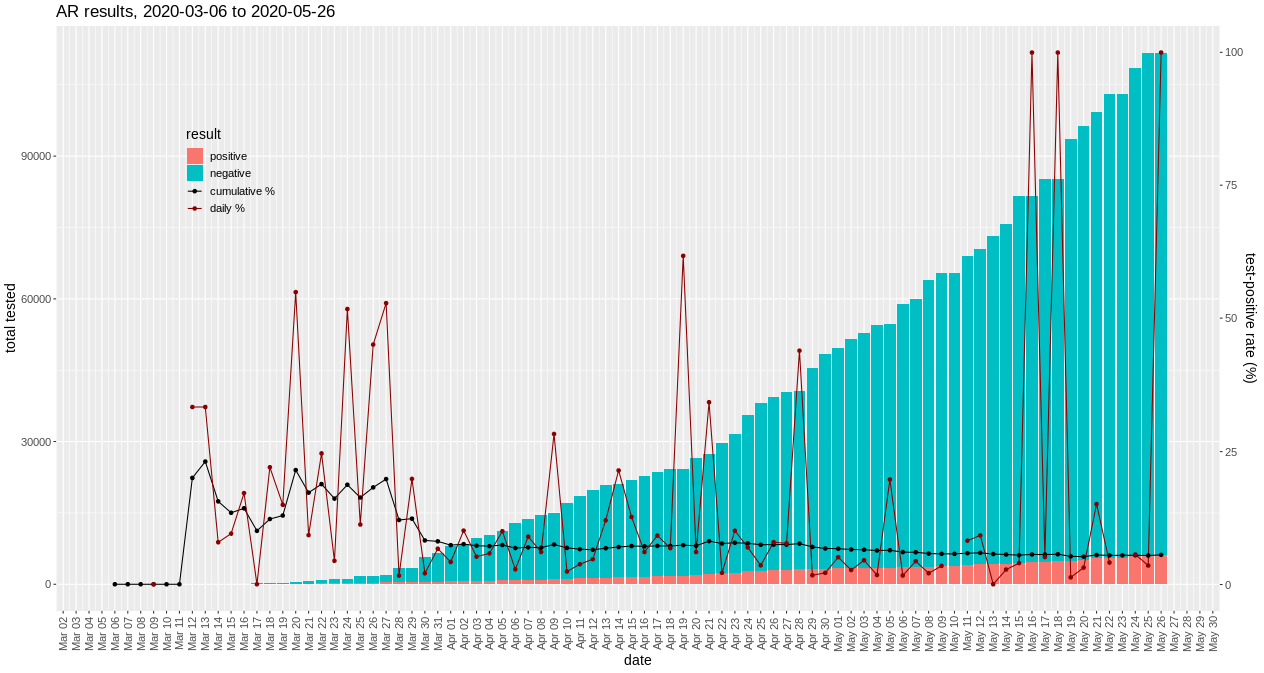 AR results, 2020-03-06 to 2020-05-26
total tested
90000
60000
30000
0
result
positive
negative
cumulative %
daily %
100
75
50
25
0
test-positive rate (%)
Mar 02
Mar 03
Mar 04
Mar 05
Mar 06
Mar 07
Mar 08
Mar 09
Mar 10
Mar 11
Mar 12
Mar 13
Mar 14
Mar 15
Mar 16
Mar 17
Mar 18
Mar 19
Mar 20
Mar 21
Mar 22
Mar 23
Mar 24
Mar 25
Mar 26
Mar 27
Mar 28
Mar 29
Mar 30
Mar 31
Apr 01
Apr 02
Apr 03
Apr 04
Apr 05
Apr 06
Apr 07
Apr 08
Apr 09
Apr 10
Apr 11
Apr 12
Apr 13
Apr 14
Apr 15
Apr 16
Apr 17
Apr 18
Apr 19
Apr 20
Apr 21
Apr 22
Apr 23
Apr 24
Apr 25
Apr 26
Apr 27
Apr 28
Apr 29
Apr 30
May 01
May 02
May 03
May 04
May 05
May 06
May 07
May 08
May 09
May 10
May 11
May 12
May 13
May 14
May 15
May 16
May 17
May 18
May 19
May 20
May 21
May 22
May 23
May 24
May 25
May 26
May 27
May 28
May 29
May 30
date